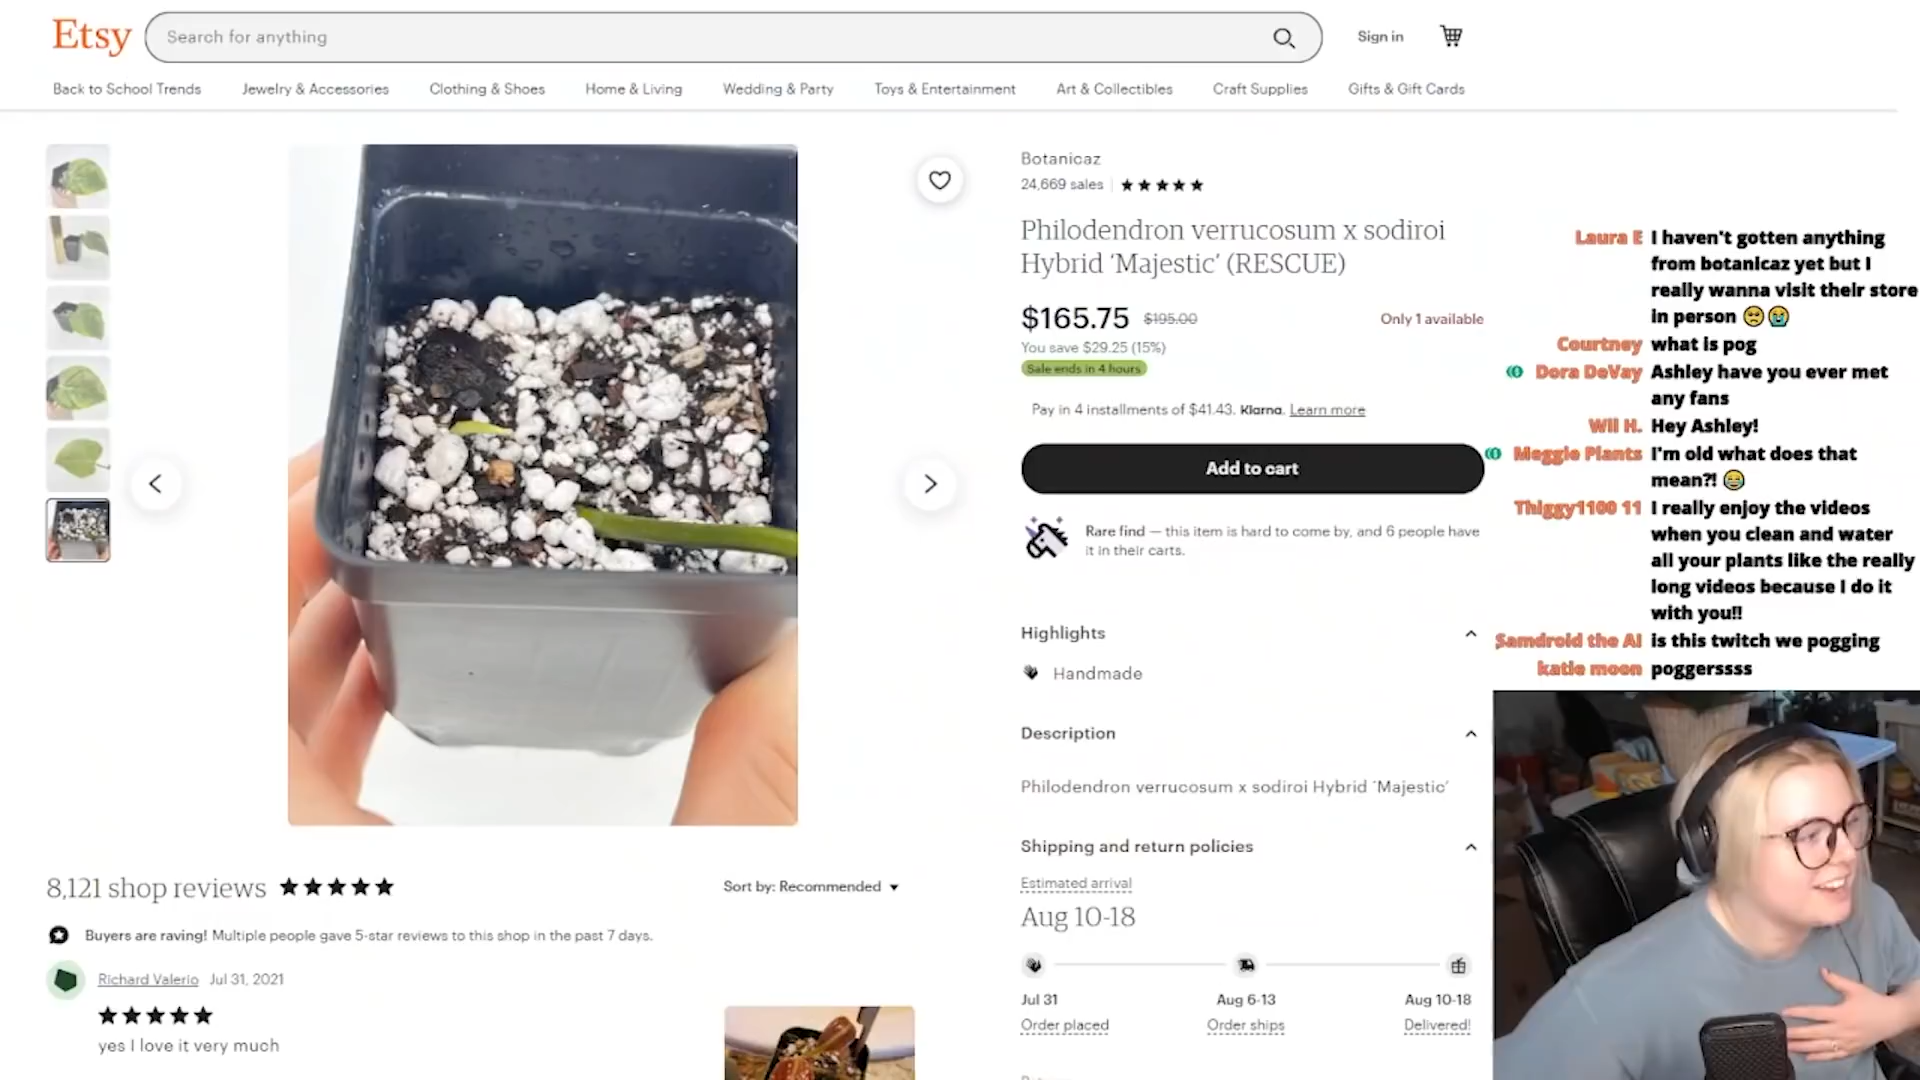 Etsy
Search for anything
Sign in
Back to School Trends
Jewelry & Accessories
Clothing & Shoes
Home & Living
Wedding & Party
Toys & Entertainment
Art & Collectibles
Craft Supplies
Gifts & Gift Cards
Botanicaz
24,669 sales
Philodendron verrucosum x sodiroi
Hybrid ‘Majestic’ (RESCUE)
$165.75 $195.00
Only 1 available
You save $29.25 (15%)
Sale ends in 4 hours
Pay in 4 installments of $41.43. Klarna. Learn more
Add to cart
Rare find — this item is hard to come by, and 6 people have
it in their carts.
Highlights
Handmade
Description
Philodendron verrucosum x sodiroi Hybrid ‘Majestic’
Shipping and return policies
Estimated arrival
Aug 10-18
Jul 31
Order placed
Aug 6-13
Order ships
Aug 10-18
Delivered!
8,121 shop reviews
Sort by: Recommended
Buyers are raving! Multiple people gave 5-star reviews to this shop in the past 7 days.
Richard Valerio Jul 31, 2021
yes I love it very much
Laura E I haven't gotten anything
from botanicaz yet but I
really wanna visit their store
in person 🥺😭
Courtney what is pog
Dora DeVay Ashley have you ever met
any fans
Wil H. Hey Ashley!
Meggie Plants I'm old what does that
mean?! 😂
Thiggy1100 11 I really enjoy the videos
when you clean and water
all your plants like the really
long videos because I do it
with you!!
Samdroid the AI is this twitch we pogging
katie moon poggerssss